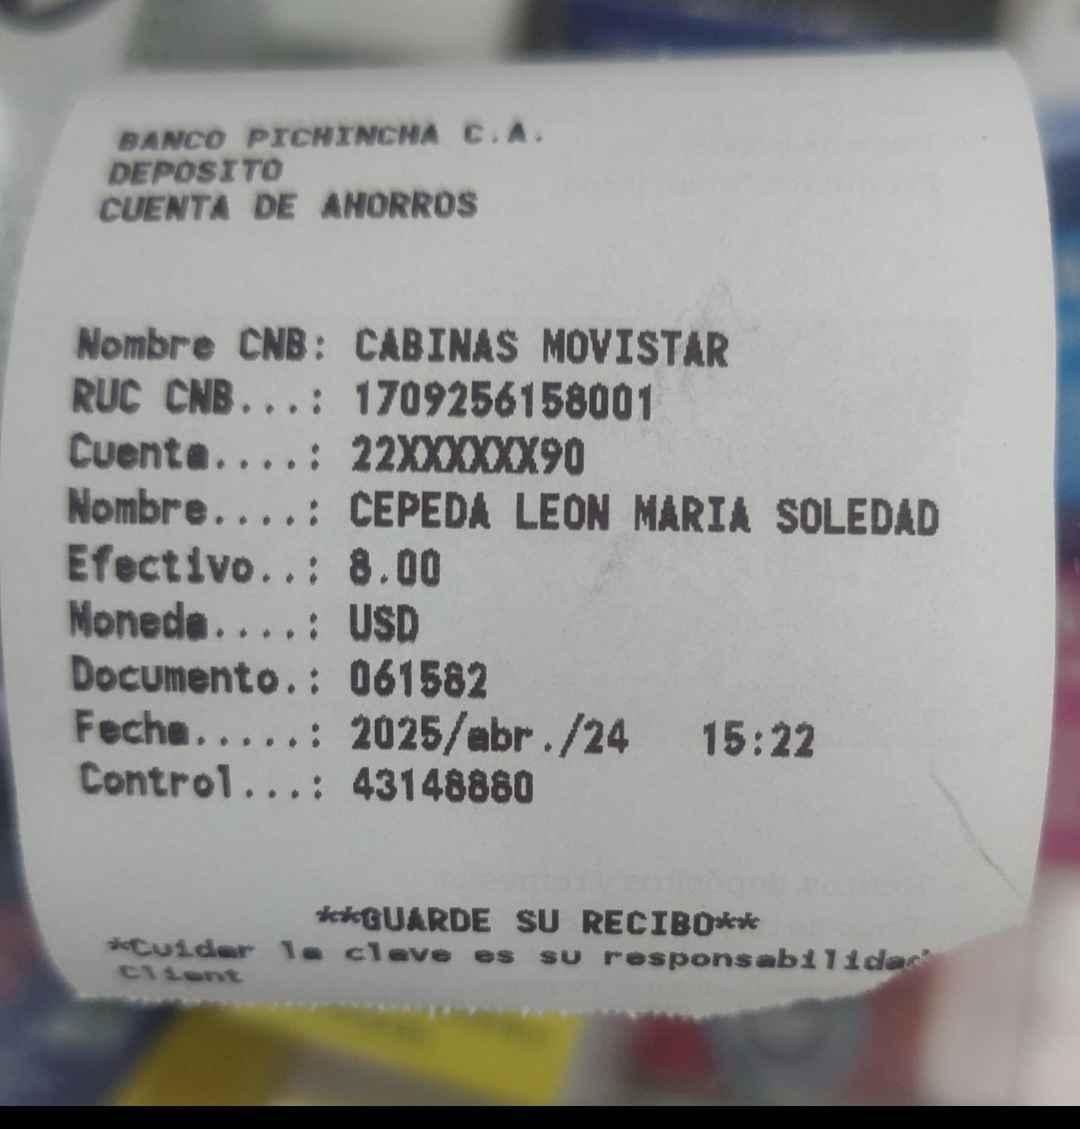 BANCO PICHINCHA C.A.
DEPOSITO
CUENTA DE AHORROS
Nombre CNB: CABINAS MOVISTAR
RUC CNB...: 1709256158001
Cuenta....: 22XXXXXX90
Nombre....: CEPEDA LEON MARIA SOLEDAD
Efectivo..: 8.00
Moneda....: USD
Documento.: 061582
Fecha.....: 2025/abr./24 15:22
Control...: 43148880
**GUARDE SU RECIBO**
*Cuidar la clave es su responsabilidad*
Client